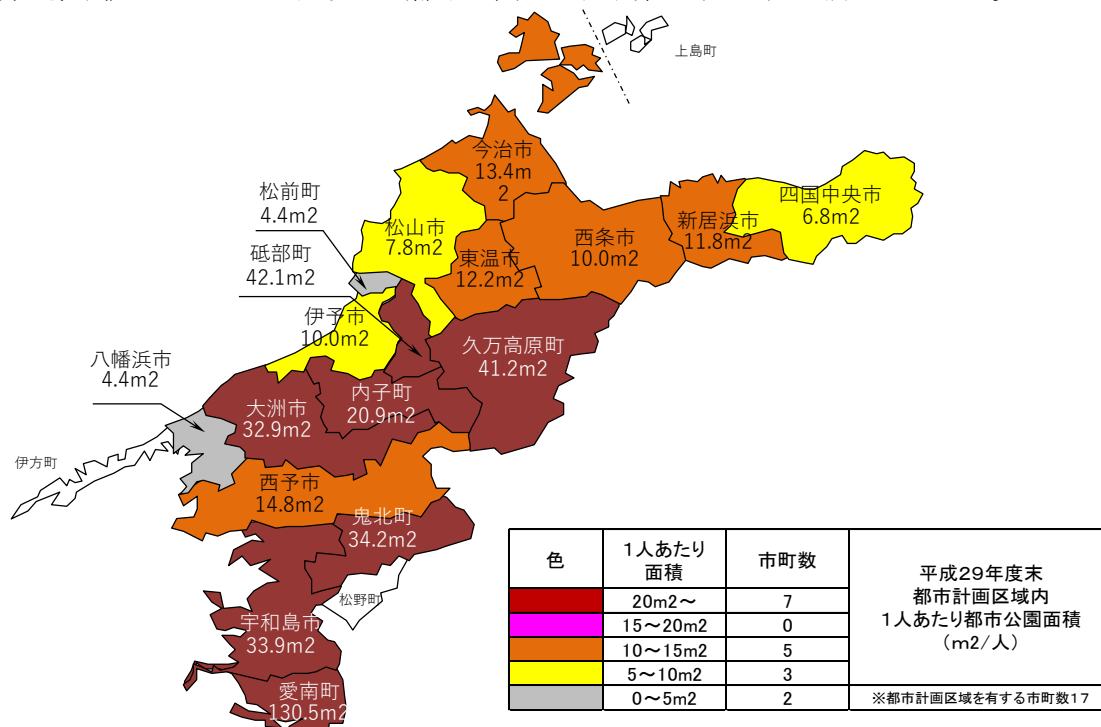 上島町
今治市
13.4m
2
松前町
4.4m2
四国中央市
6.8m2
松山市
7.8m2
新居浜市
11.8m2
西条市
10.0m2
砥部町
42.1m2
東温市
12.2m2
伊予市
10.0m2
久万高原町
41.2m2
八幡浜市
4.4m2
内子町
20.9m2
大洲市
32.9m2
伊方町
西予市
14.8m2
鬼北町
34.2m2
松野町
宇和島市
33.9m2
愛南町
130.5m2
色 1人あたり面積 市町数
20m2～ 7
15～20m2 0
10～15m2 5
5～10m2 3
0～5m2 2
平成29年度末
都市計画区域内
1人あたり都市公園面積
(m2/人)
※都市計画区域を有する市町数17